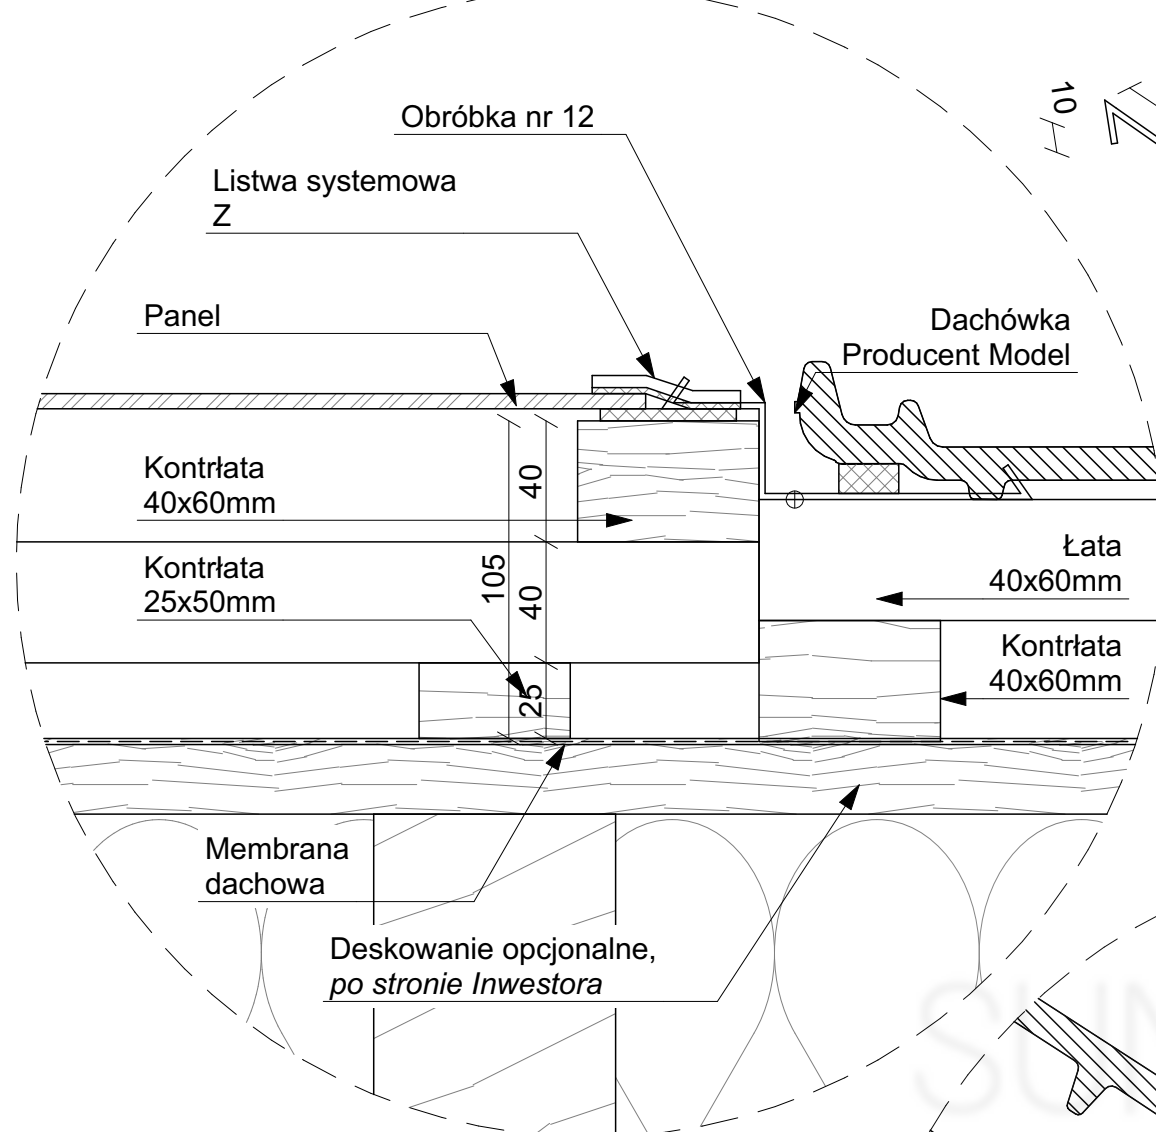 Obróbka nr 12
Listwa systemowa
Z
Panel
Dachówka
Producent Model
10
Kontrłata
40x60mm
Kontrłata
25x50mm
40
105
40
25
Łata
40x60mm
Kontrłata
40x60mm
Membrana
dachowa
Deskowanie opcjonalne,
po stronie Inwestora
SUN